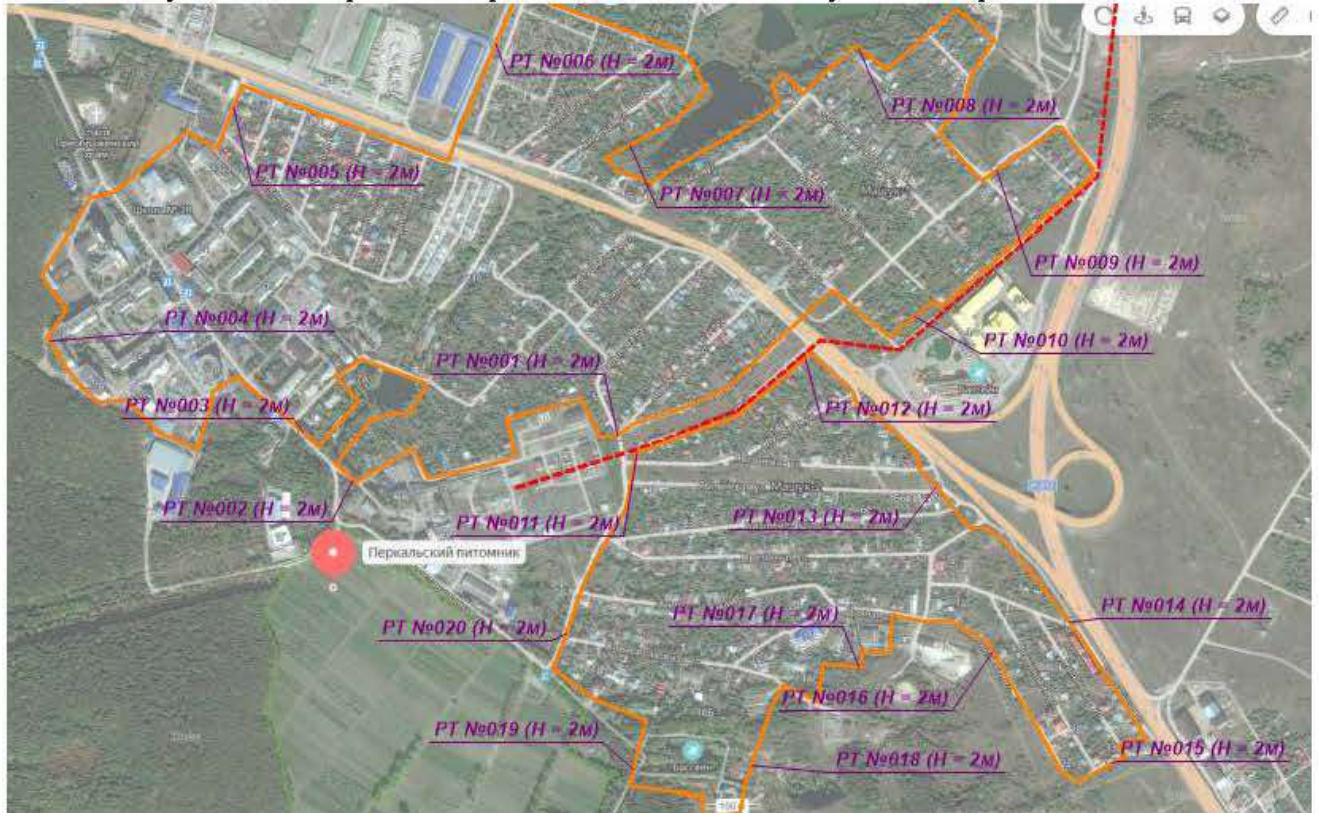 РТ №006 (Н = 2м)
РТ №008 (Н = 2м)
РТ №005 (Н = 2м)
РТ №007 (Н = 2м)
Школа №28
РТ №009 (Н = 2м)
РТ №004 (Н = 2м)
РТ №001 (Н = 2м)
РТ №010 (Н = 2м)
РТ №003 (Н = 2м)
РТ №012 (Н = 2м)
РТ №002 (Н = 2м)
РТ №011 (Н = 2м)
РТ №013 (Н = 2м)
Перкальский питомник
РТ №014 (Н = 2м)
РТ №017 (Н = 2м)
РТ №020 (Н = 2м)
РТ №016 (Н = 2м)
РТ №019 (Н = 2м)
РТ №015 (Н = 2м)
РТ №018 (Н = 2м)